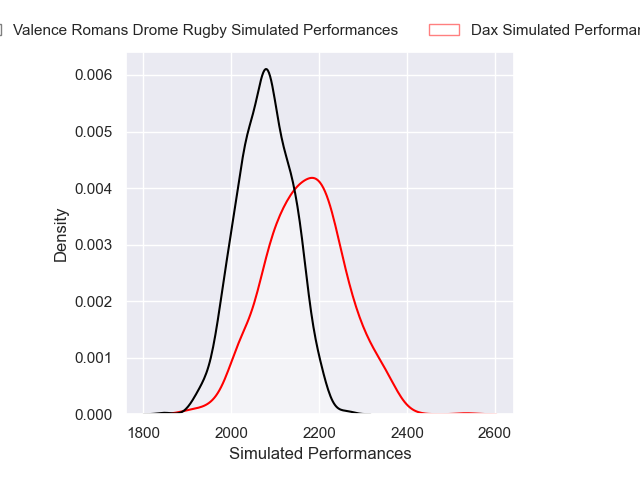 Valence Romans Drome Rugby Simulated Performances
Dax Simulated
0.006
0.005
0.004
0.003
0.002
0.001
0.000
Density
1800 2000 2200 2400 2600
Simulated Performances